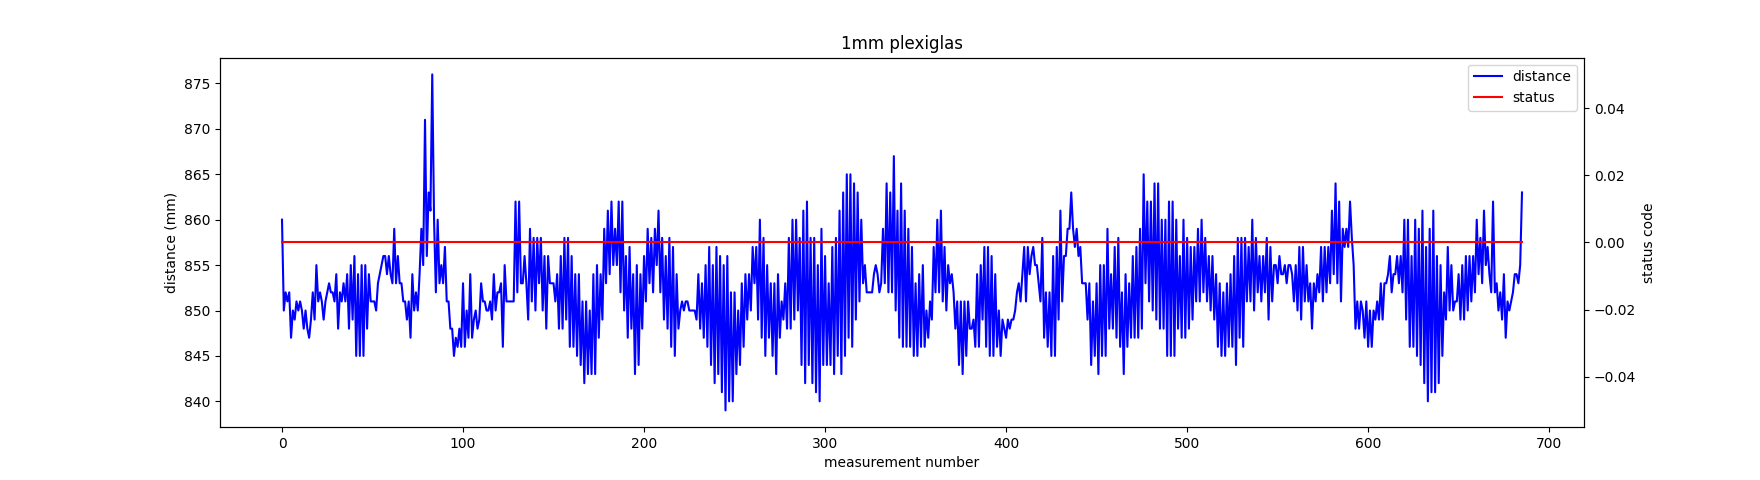 1mm plexiglas
distance
status
875
870
865
860
855
850
845
840
distance (mm)
0.04
0.02
0.00
−0.02
−0.04
status code
0 100 200 300 400 500 600 700
measurement number